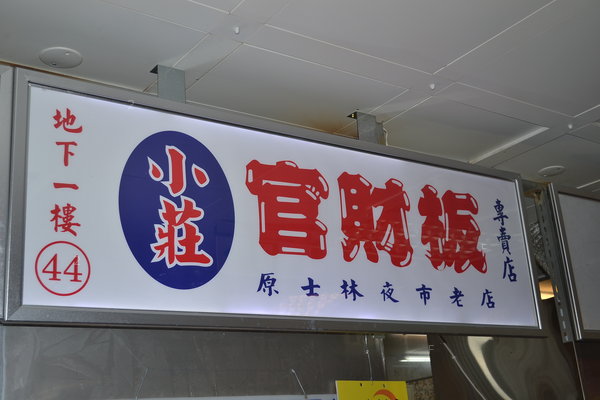 地下一樓
44
小莊
官財板
專賣店
原士林夜市老店